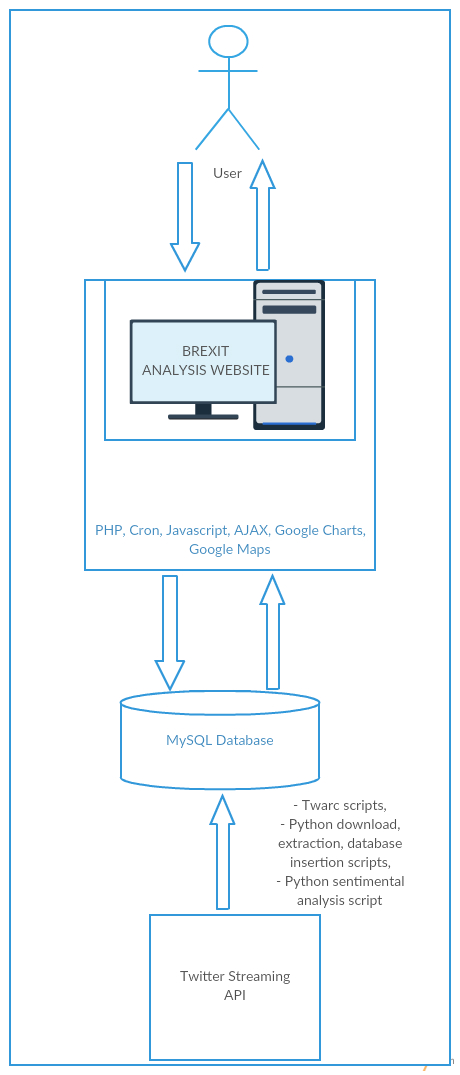 User
BREXIT
ANALYSIS WEBSITE
PHP, Cron, Javascript, AJAX, Google Charts,
Google Maps
MySQL Database
- Twarc scripts,
- Python download,
extraction, database
insertion scripts,
- Python sentimental
analysis script
Twitter Streaming
API